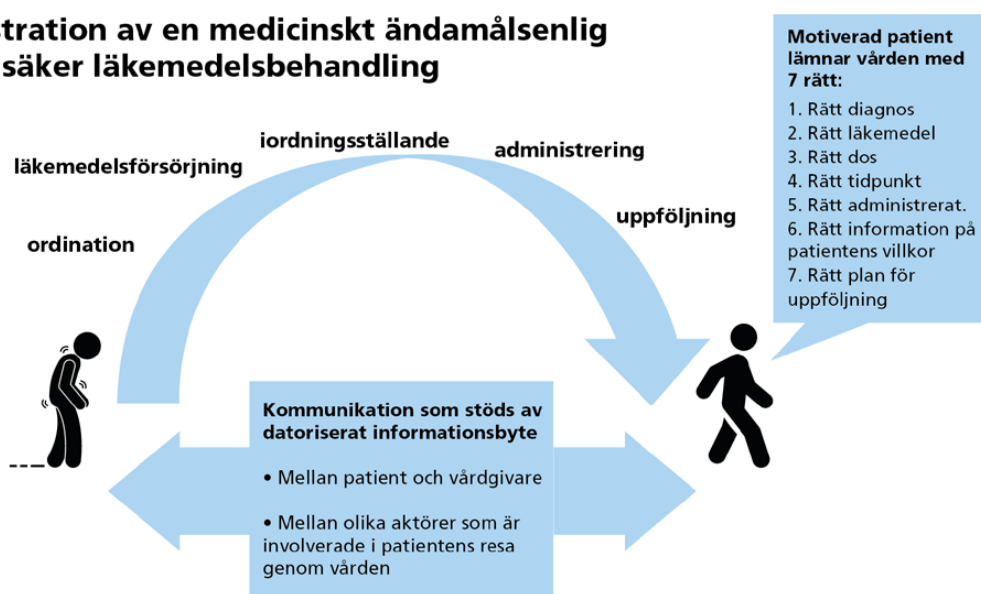 stration av en medicinskt ändamålsenlig
säker läkemedelsbehandling
iordningsställande
administrering
läkemedelsförsörjning
uppföljning
ordination
Motiverad patient
lämnar vården med
7 rätt:
1. Rätt diagnos
2. Rätt läkemedel
3. Rätt dos
4. Rätt tidpunkt
5. Rätt administrerat.
6. Rätt information på
patientens villkor
7. Rätt plan för
uppföljning
Kommunikation som stöds av
datoriserat informationsbyte
• Mellan patient och vårdgivare
• Mellan olika aktörer som är
involverade i patientens resa
genom vården